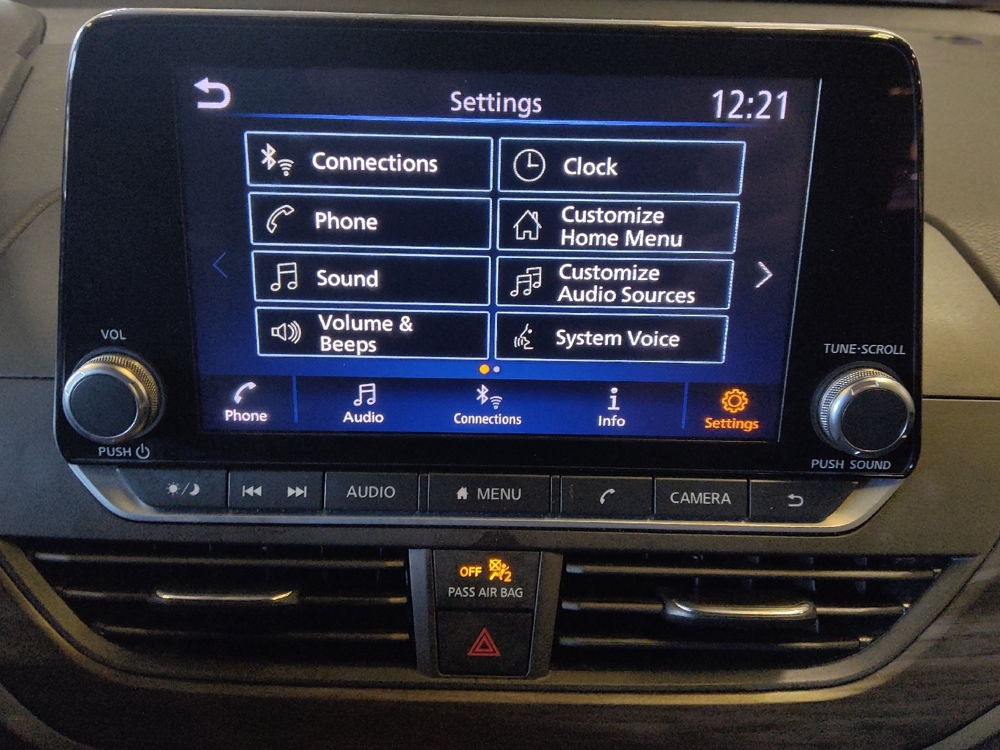 Settings
12:21
Connections
Clock
Phone
Customize
Home Menu
Sound
Customize
Audio Sources
Volume &
Beeps
System Voice
Phone
Audio
Connections
Info
Settings
VOL
PUSH
TUNE·SCROLL
PUSH SOUND
AUDIO
MENU
CAMERA
OFF
2
PASS AIR BAG